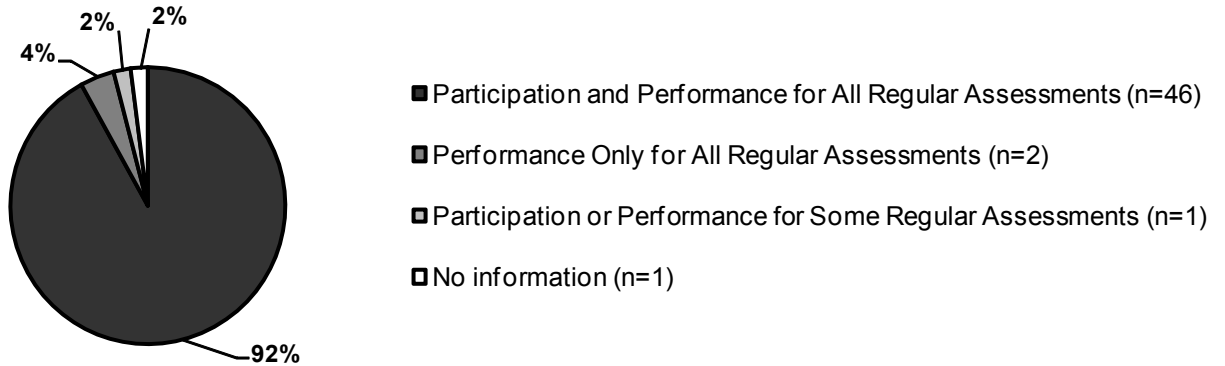 2%
2%
4%
92%
Participation and Performance for All Regular Assessments (n=46)
Performance Only for All Regular Assessments (n=2)
Participation or Performance for Some Regular Assessments (n=1)
No information (n=1)